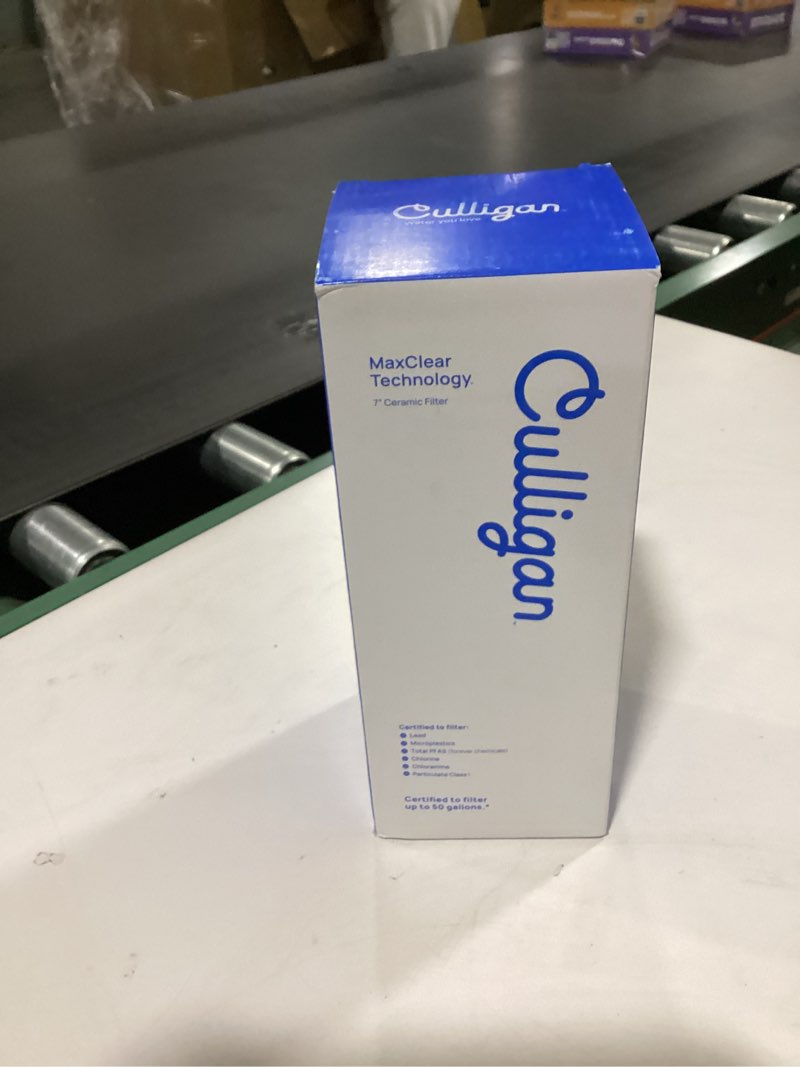 Culligan
water you love
MaxClear
Technology.
7" Ceramic Filter
Culligan
Certified to filter:
Lead
Microplastics
Total PFAS (forever chemicals)
Chlorine
Chloramine
Particulate Class I
Certified to filter
up to 50 gallons.*